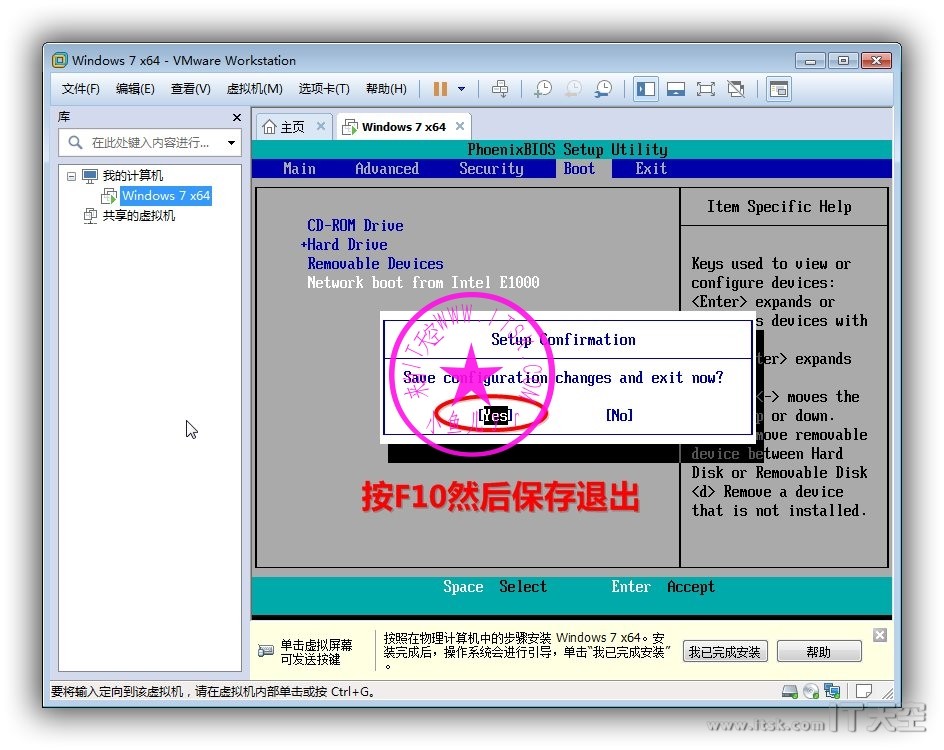 Windows 7 x64 - VMware Workstation
文件(F) 编辑(E) 查看(V) 虚拟机(M) 选项卡(T) 帮助(H)
库
在此处键入内容进行...
我的计算机
Windows 7 x64
共享的虚拟机
主页 Windows 7 x64
PhoenixBIOS Setup Utility
Main Advanced Security Boot Exit
CD-ROM Drive
+Hard Drive
Removable Devices
Network boot from Intel E1000
Item Specific Help
Keys used to view or
configure devices:
<Enter> expands or
s devices with
ter> expands
<-> moves the
p or down.
ove removable
device between Hard
Disk or Removable Disk
<d> Remove a device
that is not installed.
Setup Confirmation
Save configuration changes and exit now?
[Yes] [No]
WWW.ITSK.COM
按F10然后保存退出
Space Select Enter Accept
单击虚拟屏幕
可发送按键
按照在物理计算机中的步骤安装 Windows 7 x64。安
装完成后，操作系统会进行引导，单击“我已完成安装”
。
我已完成安装 帮助
要将输入定向到该虚拟机，请在虚拟机内部单击或按 Ctrl+G。
www.itsk.com IT天空